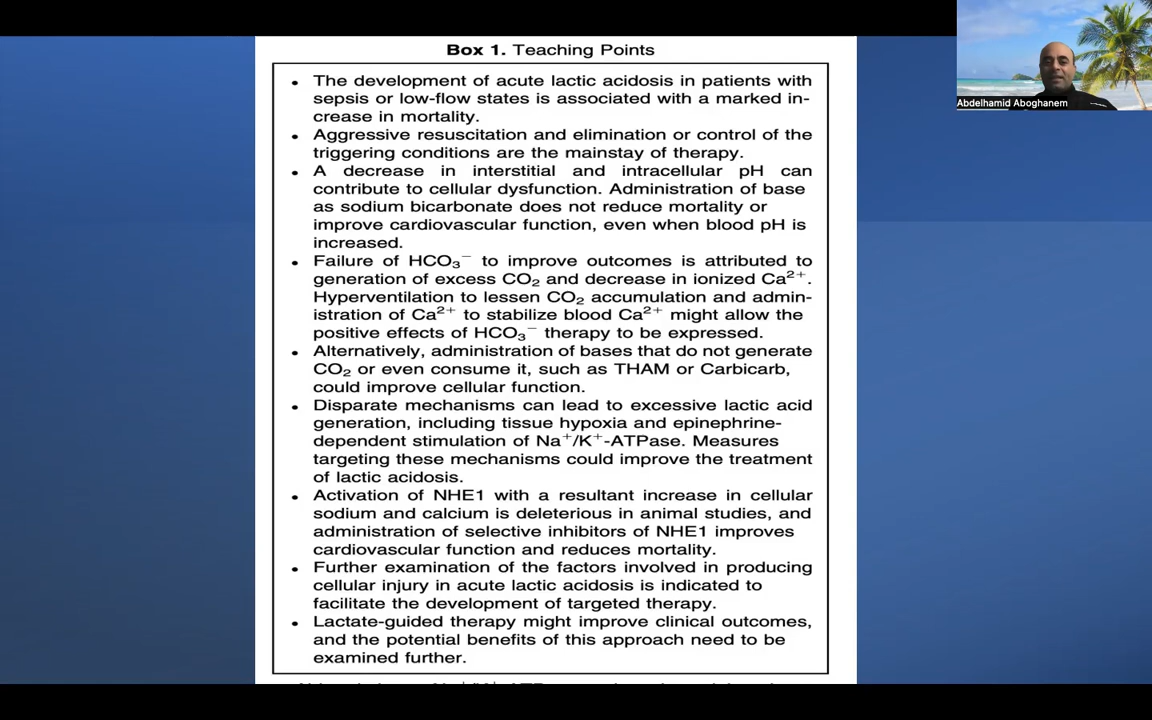 Box 1. Teaching Points
• The development of acute lactic acidosis in patients with
sepsis or low-flow states is associated with a marked in-
crease in mortality.
• Aggressive resuscitation and elimination or control of the
triggering conditions are the mainstay of therapy.
• A decrease in interstitial and intracellular pH can
contribute to cellular dysfunction. Administration of base
as sodium bicarbonate does not reduce mortality or
improve cardiovascular function, even when blood pH is
increased.
• Failure of HCO₃⁻ to improve outcomes is attributed to
generation of excess CO₂ and decrease in ionized Ca²⁺.
Hyperventilation to lessen CO₂ accumulation and admin-
istration of Ca²⁺ to stabilize blood Ca²⁺ might allow the
positive effects of HCO₃⁻ therapy to be expressed.
• Alternatively, administration of bases that do not generate
CO₂ or even consume it, such as THAM or Carbicarb,
could improve cellular function.
• Disparate mechanisms can lead to excessive lactic acid
generation, including tissue hypoxia and epinephrine-
dependent stimulation of Na⁺/K⁺-ATPase. Measures
targeting these mechanisms could improve the treatment
of lactic acidosis.
• Activation of NHE1 with a resultant increase in cellular
sodium and calcium is deleterious in animal studies, and
administration of selective inhibitors of NHE1 improves
cardiovascular function and reduces mortality.
• Further examination of the factors involved in producing
cellular injury in acute lactic acidosis is indicated to
facilitate the development of targeted therapy.
• Lactate-guided therapy might improve clinical outcomes,
and the potential benefits of this approach need to be
examined further.
Abdelhamid Aboghanem